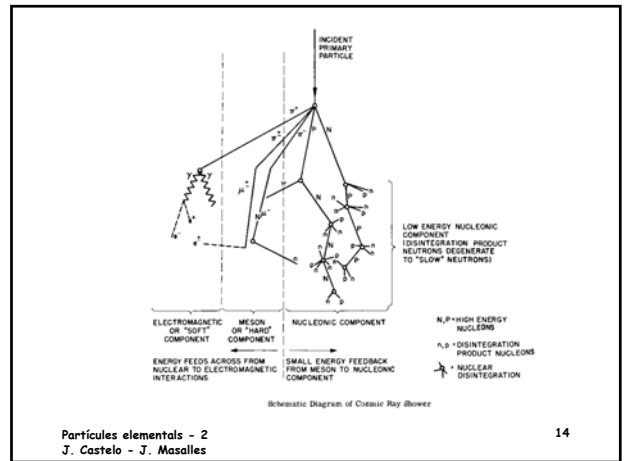 INCIDENT
PRIMARY
PARTICLE
P
N
N
N
P
n
p
LOW ENERGY NUCLEONIC
COMPONENT
(DISINTEGRATION PRODUCT
NEUTRONS DEGENERATE
TO "SLOW" NEUTRONS)
ELECTROMAGNETIC
OR "SOFT"
COMPONENT
MESON
OR "HARD"
COMPONENT
NUCLEONIC COMPONENT
N,P = HIGH ENERGY
NUCLEONS
n,p = DISINTEGRATION
PRODUCT NUCLEONS
= NUCLEAR
DISINTEGRATION
ENERGY FEEDS ACROSS FROM
NUCLEAR TO ELECTROMAGNETIC
INTERACTIONS
SMALL ENERGY FEEDBACK
FROM MESON TO NUCLEONIC
COMPONENT
Schematic Diagram of Cosmic Ray Shower
Partícules elementals - 2
J. Castelo - J. Masalles
14